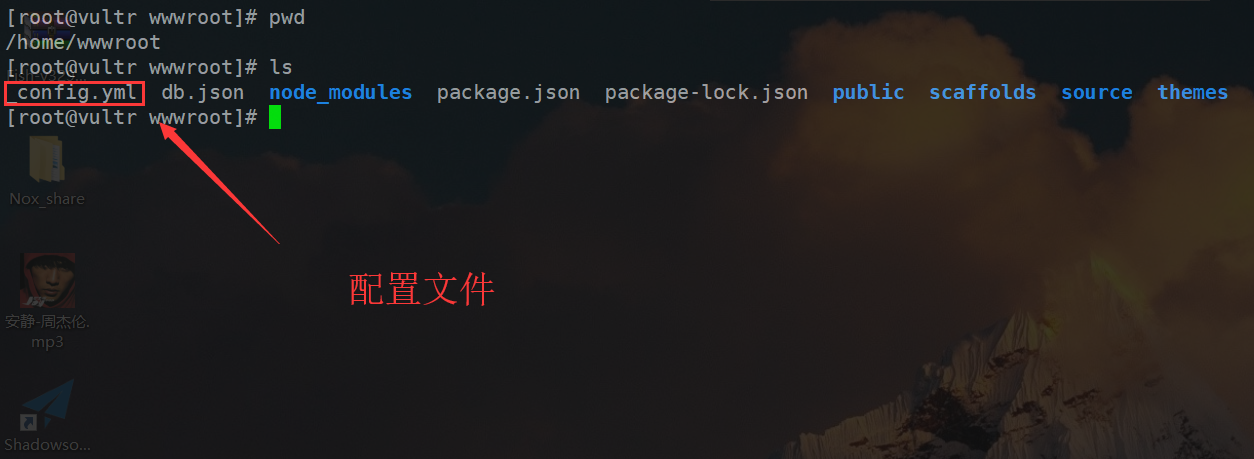 [root@vultr wwwroot]# pwd
/home/wwwroot
[root@vultr wwwroot]# ls
_config.yml db.json node_modules package.json package-lock.json public scaffolds source themes
[root@vultr wwwroot]#
配置文件
Nox_share
安静-周杰伦.
mp3
Shadowso...